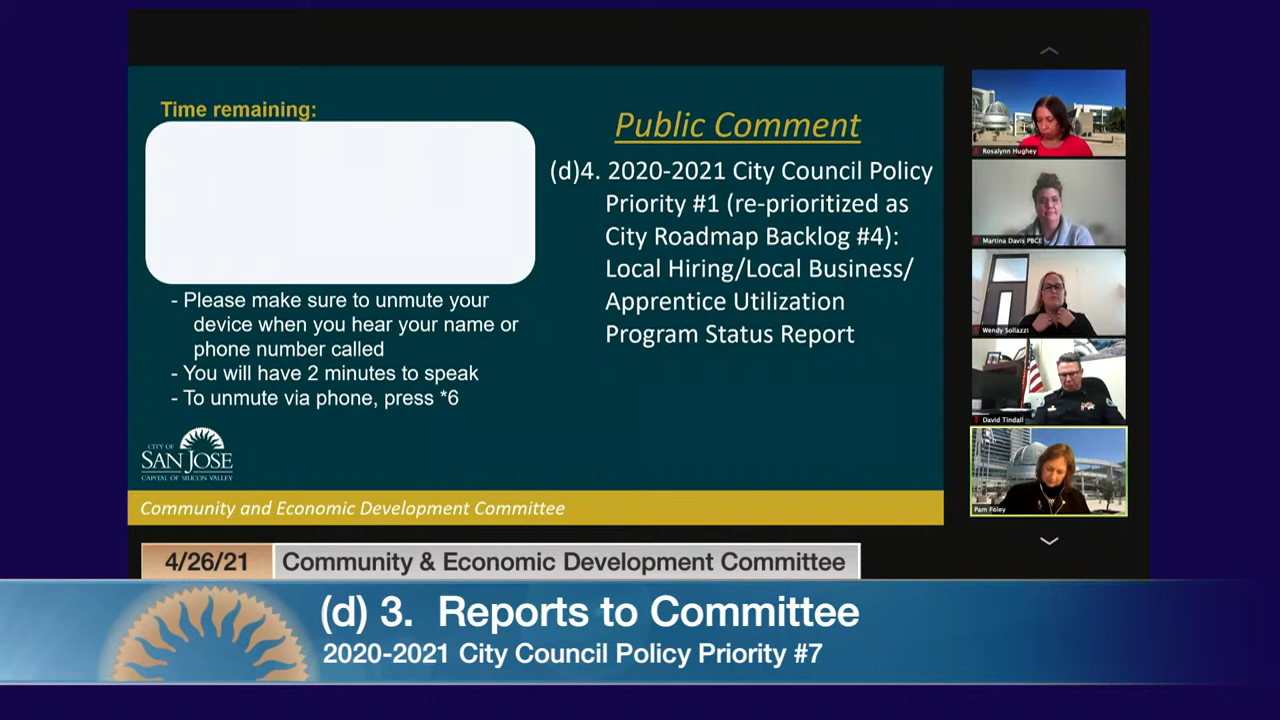 Time remaining:
- Please make sure to unmute your
device when you hear your name or
phone number called
- You will have 2 minutes to speak
- To unmute via phone, press *6
Public Comment
(d)4. 2020-2021 City Council Policy
Priority #1 (re-prioritized as
City Roadmap Backlog #4):
Local Hiring/Local Business/
Apprentice Utilization
Program Status Report
CITY OF
SAN JOSE
CAPITAL OF SILICON VALLEY
Community and Economic Development Committee
Rosalynn Hughey
Martina Davis PBCE
Wendy Sollazzi
David Tindall
Pam Foley
4/26/21
Community & Economic Development Committee
(d) 3. Reports to Committee
2020-2021 City Council Policy Priority #7